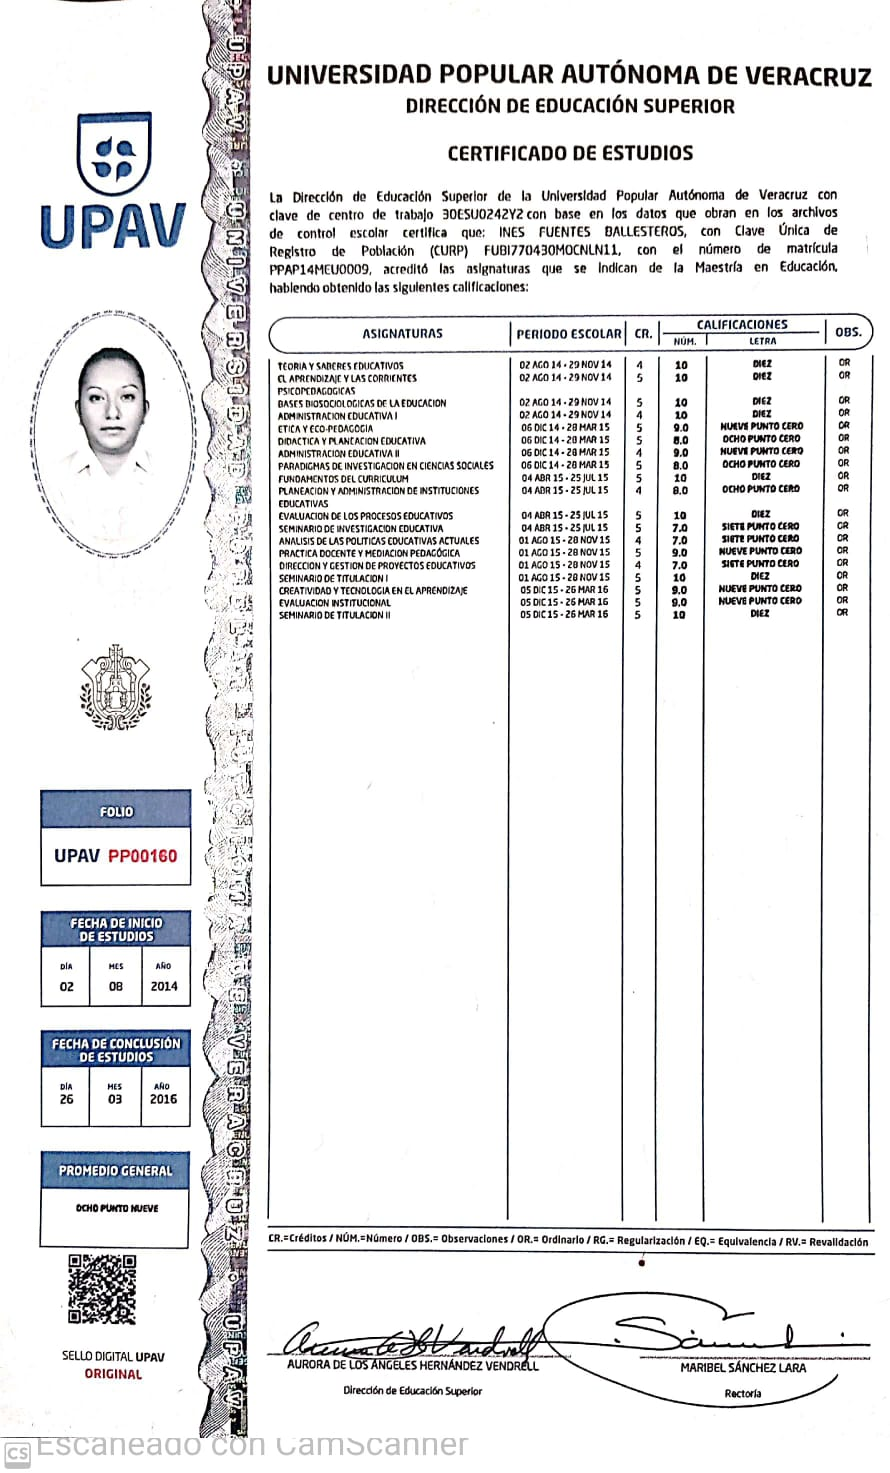 UNIVERSIDAD POPULAR AUTÓNOMA DE VERACRUZ
DIRECCIÓN DE EDUCACIÓN SUPERIOR
CERTIFICADO DE ESTUDIOS
UPAV
La Dirección de Educación Superior de la Universidad Popular Autónoma de Veracruz con
clave de centro de trabajo 30ESU0242Y2 con base en los datos que obran en los archivos
de control escolar certifica que: INES FUENTES BALLESTEROS, con Clave Única de
Registro de Población (CURP) FUBI770430MOCNLN11, con el número de matrícula
PPAP14MEU0009, acreditó las asignaturas que se indican de la Maestría en Educación,
habiendo obtenido las siguientes calificaciones:
ASIGNATURAS PERIODO ESCOLAR CR. CALIFICACIONES OBS.
NÚM. LETRA
TEORIA Y SABERES EDUCATIVOS 02 AGO 14 - 29 NOV 14 4 10 DIEZ OR
EL APRENDIZAJE Y LAS CORRIENTES 02 AGO 14 - 29 NOV 14 5 10 DIEZ OR
PSICOPEDAGOGICAS
BASES BIOSOCIOLOGICAS DE LA EDUCACION 02 AGO 14 - 29 NOV 14 5 10 DIEZ OR
ADMINISTRACION EDUCATIVA I 02 AGO 14 - 29 NOV 14 4 10 DIEZ OR
ETICA Y ECO-PEDAGOGIA 06 DIC 14 - 28 MAR 15 5 9.0 NUEVE PUNTO CERO OR
DIDACTICA Y PLANEACION EDUCATIVA 06 DIC 14 - 28 MAR 15 5 8.0 OCHO PUNTO CERO OR
ADMINISTRACION EDUCATIVA II 06 DIC 14 - 28 MAR 15 4 9.0 NUEVE PUNTO CERO OR
PARADIGMAS DE INVESTIGACION EN CIENCIAS SOCIALES 06 DIC 14 - 28 MAR 15 5 8.0 OCHO PUNTO CERO OR
FUNDAMENTOS DEL CURRICULUM 04 ABR 15 - 25 JUL 15 5 10 DIEZ OR
PLANEACION Y ADMINISTRACION DE INSTITUCIONES 04 ABR 15 - 25 JUL 15 4 8.0 OCHO PUNTO CERO OR
EDUCATIVAS
EVALUACION DE LOS PROCESOS EDUCATIVOS 04 ABR 15 - 25 JUL 15 5 10 DIEZ OR
SEMINARIO DE INVESTIGACION EDUCATIVA 04 ABR 15 - 25 JUL 15 5 7.0 SIETE PUNTO CERO OR
ANALISIS DE LAS POLITICAS EDUCATIVAS ACTUALES 01 AGO 15 - 28 NOV 15 4 7.0 SIETE PUNTO CERO OR
PRACTICA DOCENTE Y MEDIACION PEDAGÓGICA 01 AGO 15 - 28 NOV 15 5 9.0 NUEVE PUNTO CERO OR
DIRECCION Y GESTION DE PROYECTOS EDUCATIVOS 01 AGO 15 - 28 NOV 15 4 7.0 SIETE PUNTO CERO OR
SEMINARIO DE TITULACION I 01 AGO 15 - 28 NOV 15 5 10 DIEZ OR
CREATIVIDAD Y TECNOLOGIA EN EL APRENDIZAJE 05 DIC 15 - 26 MAR 16 5 9.0 NUEVE PUNTO CERO OR
EVALUACION INSTITUCIONAL 05 DIC 15 - 26 MAR 16 5 9.0 NUEVE PUNTO CERO OR
SEMINARIO DE TITULACION II 05 DIC 15 - 26 MAR 16 5 10 DIEZ OR
FOLIO
UPAV PP00160
FECHA DE INICIO
DE ESTUDIOS
DÍA MES AÑO
02 08 2014
FECHA DE CONCLUSIÓN
DE ESTUDIOS
DÍA MES AÑO
26 03 2016
PROMEDIO GENERAL
OCHO PUNTO NUEVE
CR.=Créditos / NÚM.=Número / OBS.= Observaciones / OR.= Ordinario / RG.= Regularización / EQ.= Equivalencia / RV.= Revalidación
SELLO DIGITAL UPAV
ORIGINAL
AURORA DE LOS ÁNGELES HERNÁNDEZ VENDRELL
Dirección de Educación Superior
MARIBEL SÁNCHEZ LARA
Rectoría
CS Escaneado con CamScanner